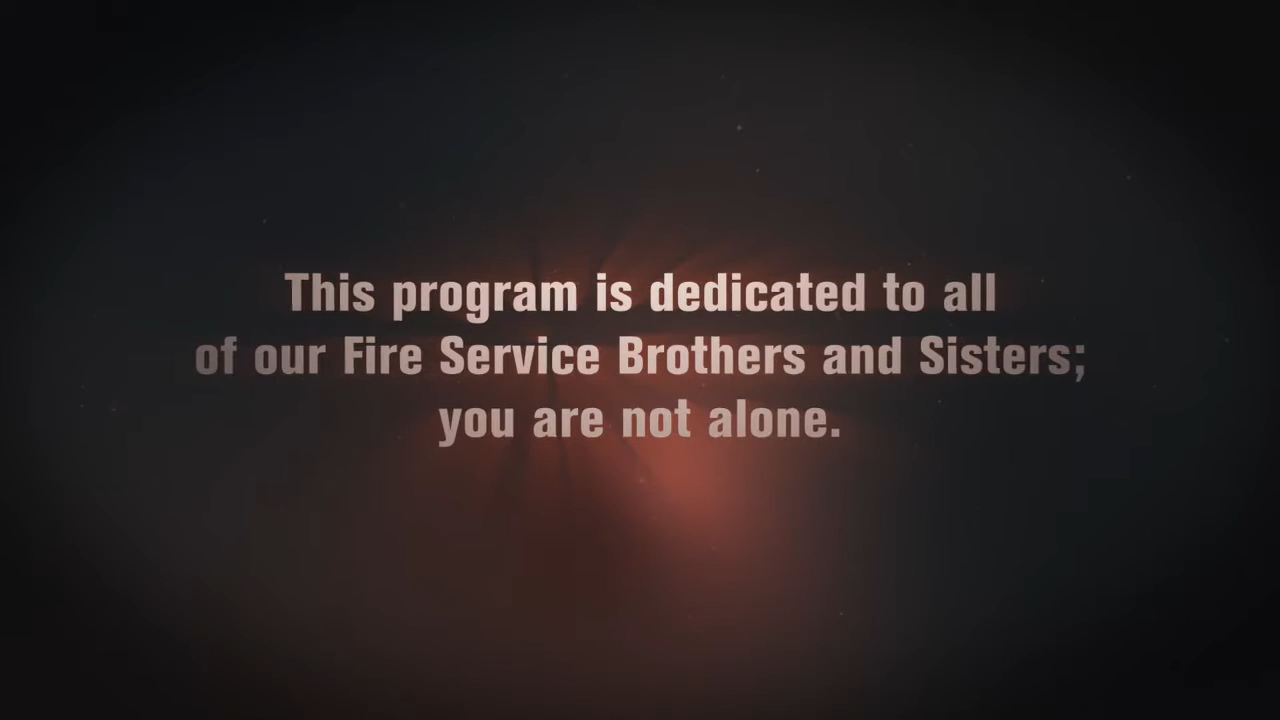 This program is dedicated to all
of our Fire Service Brothers and Sisters;
you are not alone.